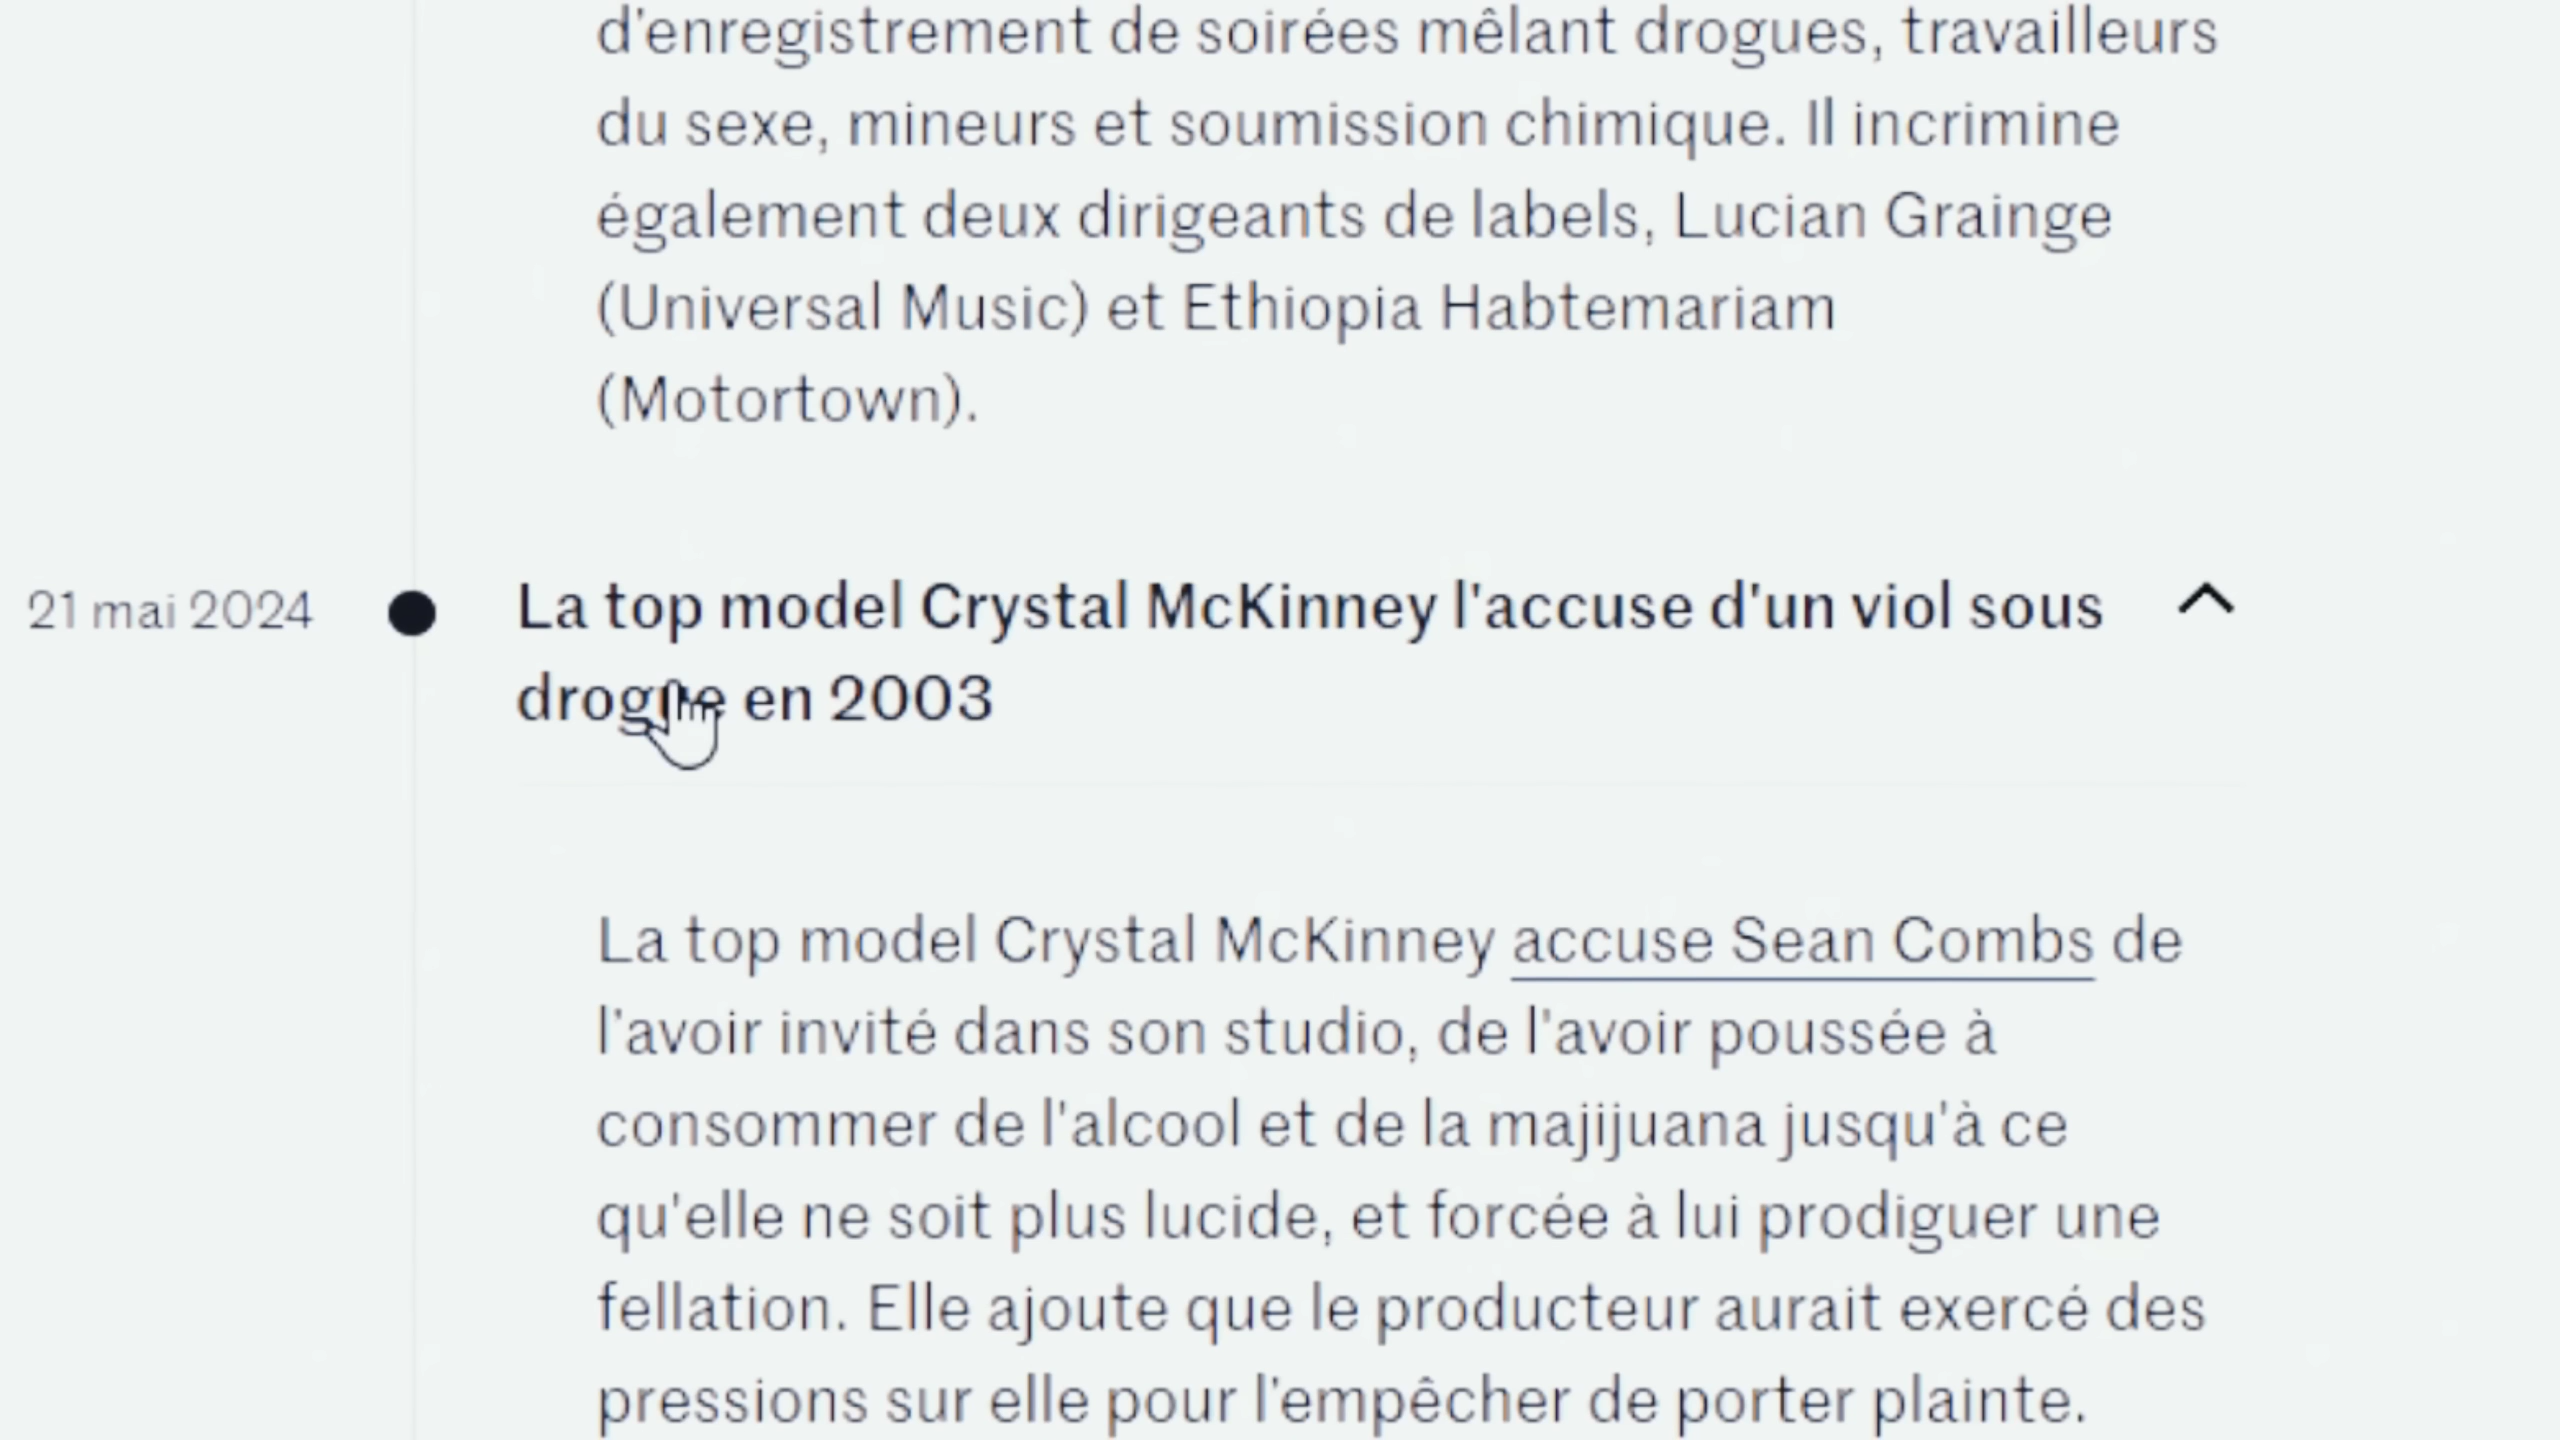 d'enregistrement de soirées mêlant drogues, travailleurs
du sexe, mineurs et soumission chimique. Il incrimine
également deux dirigeants de labels, Lucian Grainge
(Universal Music) et Ethiopia Habtemariam
(Motortown).
21 mai 2024
La top model Crystal McKinney l'accuse d'un viol sous
drogue en 2003
La top model Crystal McKinney accuse Sean Combs de
l'avoir invité dans son studio, de l'avoir poussée à
consommer de l'alcool et de la majijuana jusqu'à ce
qu'elle ne soit plus lucide, et forcée à lui prodiguer une
fellation. Elle ajoute que le producteur aurait exercé des
pressions sur elle pour l'empêcher de porter plainte.